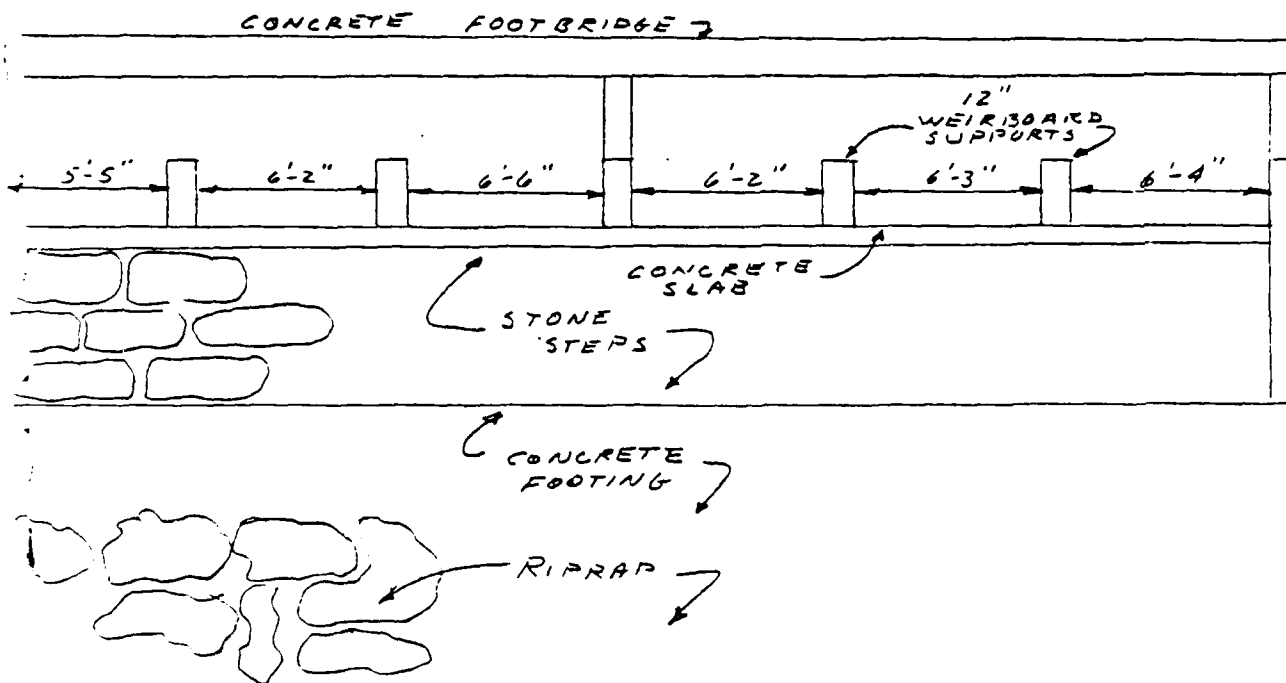 CONCRETE FOOTBRIDGE
12"
WEIRBOARD
SUPPORTS
5'-5" 6'-2" 6'-6" 6'-2" 6'-3" 6'-4"
CONCRETE
SLAB
STONE
STEPS
CONCRETE
FOOTING
RIPRAP